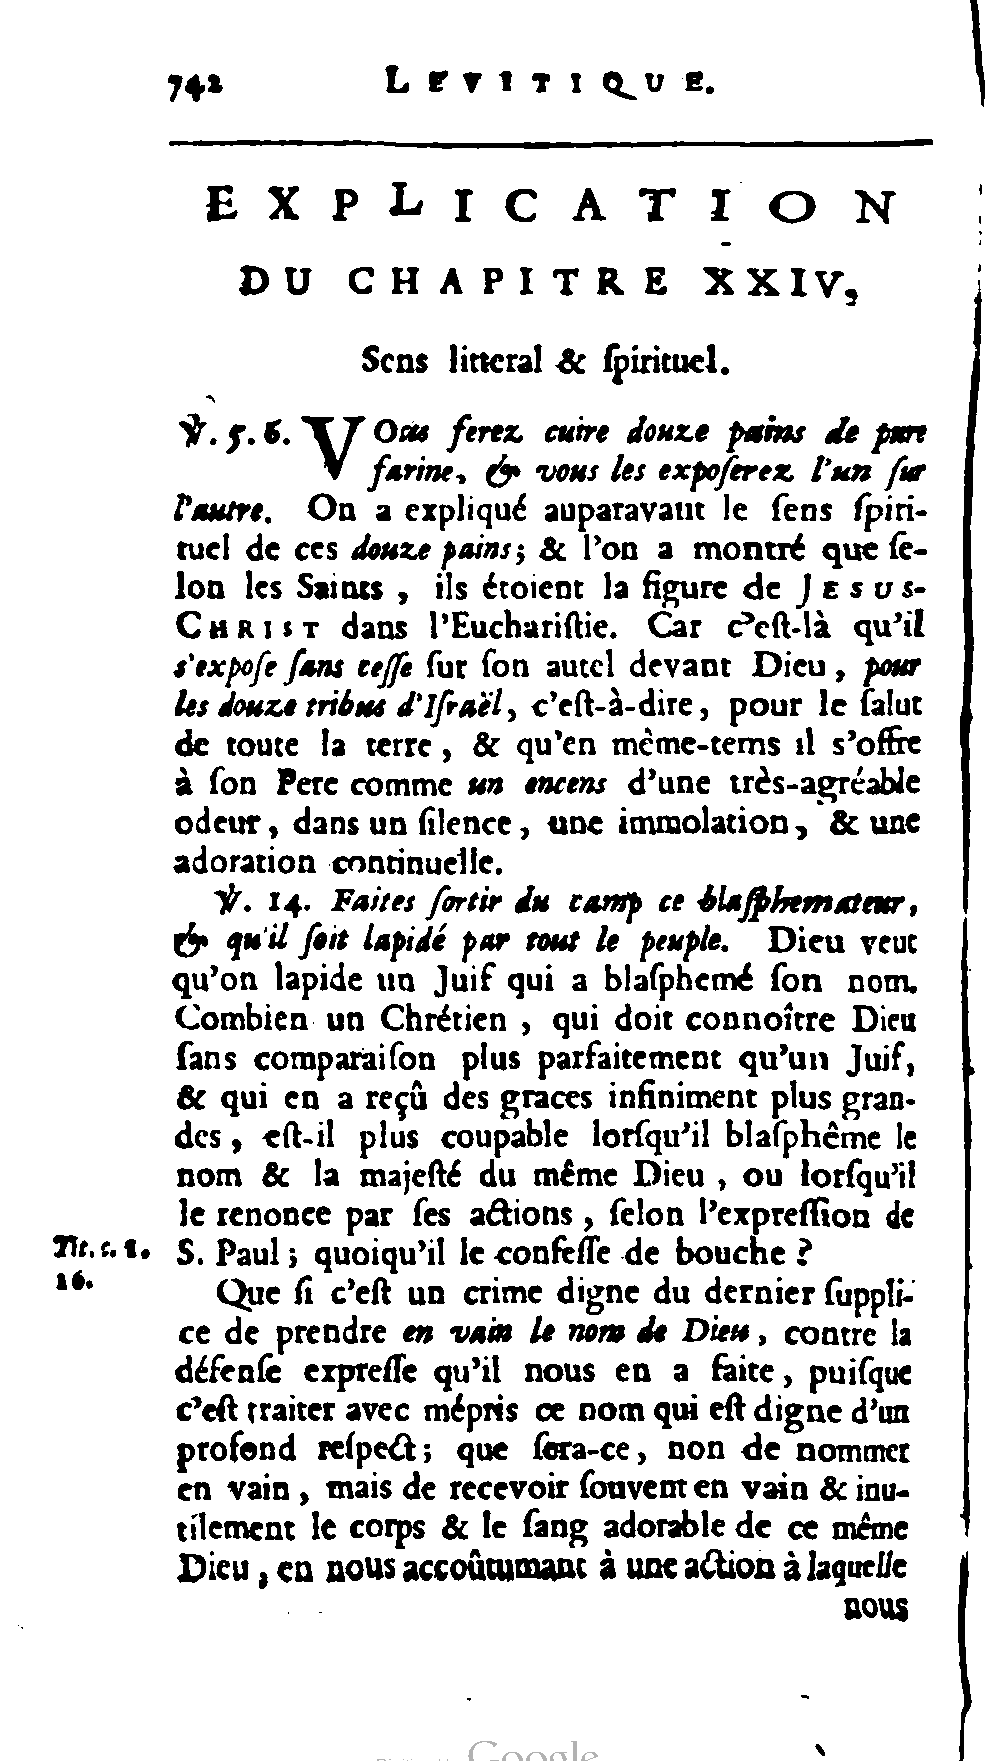 742 LEVITIQUE.
EXPLICATION
DU CHAPITRE XXIV,
Sens litteral & ſpirituel.
℣. 5. 6. VOus ferez cuire douze pains de pure
farine, & vous les expoſerez l'un ſur
l'autre. On a expliqué auparavant le ſens ſpiri-
tuel de ces douze pains; & l'on a montré que ſe-
lon les Saints, ils étoient la figure de JESUS-
CHRIST dans l'Euchariſtie. Car c'eſt-là qu'il
s'expoſe ſans ceſſe ſur ſon autel devant Dieu, pour
les douze tribus d'Iſraël, c'eſt-à-dire, pour le ſalut
de toute la terre, & qu'en mème-tems il s'offre
à ſon Pere comme un encens d'une très-agréable
odeur, dans un ſilence, une immolation, & une
adoration continuelle.
℣. 14. Faites ſortir du camp ce blaſphemateur,
& qu'il ſoit lapidé par tout le peuple. Dieu veut
qu'on lapide un Juif qui a blaſphemé ſon nom.
Combien un Chrétien, qui doit connoître Dieu
ſans comparaiſon plus parfaitement qu'un Juif,
& qui en a reçû des graces infiniment plus gran-
des, eſt-il plus coupable lorſqu'il blaſphême le
nom & la majeſté du même Dieu, ou lorſqu'il
le renonce par ſes actions, ſelon l'expreſſion de
Tit. c. 1. S. Paul; quoiqu'il le confeſſe de bouche?
16.
Que ſi c'eſt un crime digne du dernier ſuppli-
ce de prendre en vain le nom de Dieu, contre la
défenſe expreſſe qu'il nous en a faite, puiſque
c'eſt traiter avec mépris ce nom qui eſt digne d'un
profond reſpect; que ſera-ce, non de nommer
en vain, mais de recevoir ſouvent en vain & inu-
tilement le corps & le ſang adorable de ce même
Dieu, en nous accoûtumant à une action à laquelle
nous
Google